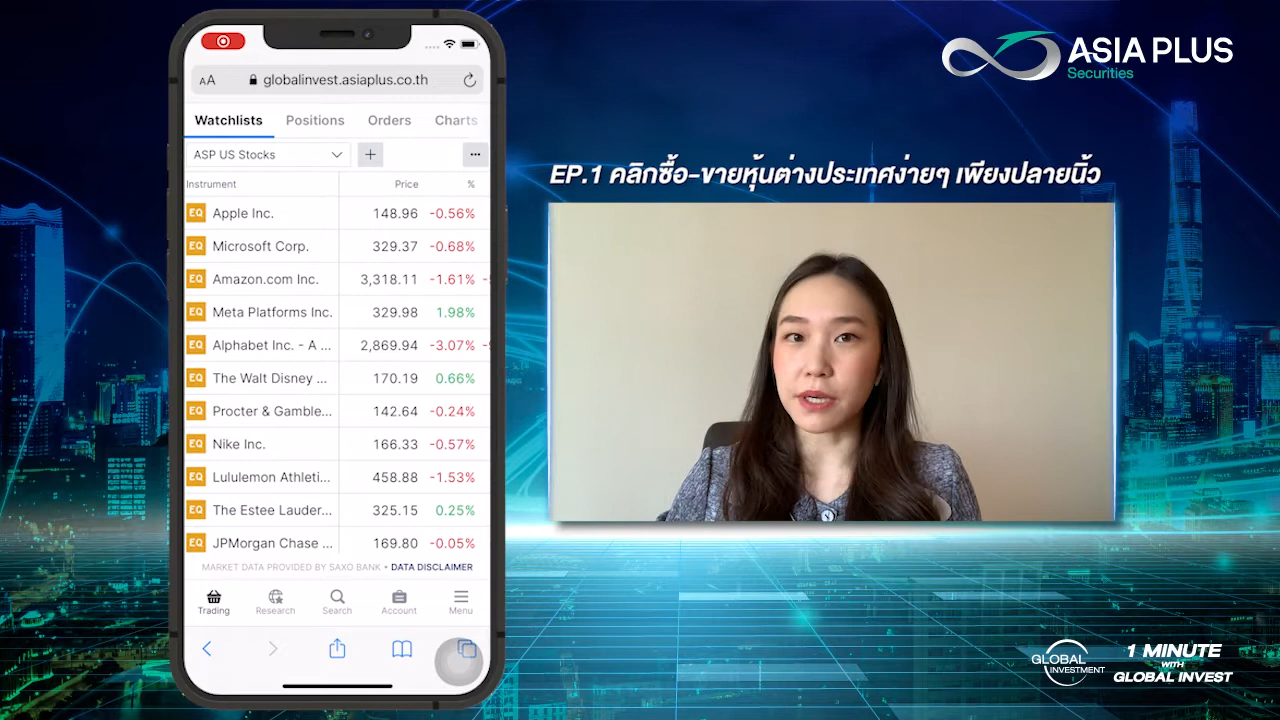 AA globalinvest.asiaplus.co.th
Watchlists Positions Orders Charts
ASP US Stocks + ...
Instrument Price %
EQ Apple Inc. 148.96 -0.56%
EQ Microsoft Corp. 329.37 -0.68%
EQ Amazon.com Inc. 3,318.11 -1.61% -
EQ Meta Platforms Inc. 329.98 1.98%
EQ Alphabet Inc. - A ... 2,869.94 -3.07% -
EQ The Walt Disney ... 170.19 0.66%
EQ Procter & Gamble... 142.64 -0.24%
EQ Nike Inc. 166.33 -0.57%
EQ Lululemon Athleti... 458.88 -1.53%
EQ The Estee Lauder... 325.15 0.25%
EQ JPMorgan Chase ... 169.80 -0.05%
MARKET DATA PROVIDED BY SAXO BANK • DATA DISCLAIMER
Trading Research Search Account Menu
ASIA PLUS
Securities
EP.1 คลิกซื้อ-ขายหุ้นต่างประเทศง่ายๆ เพียงปลายนิ้ว
GLOBAL
INVESTMENT
1 MINUTE
WITH
GLOBAL INVEST